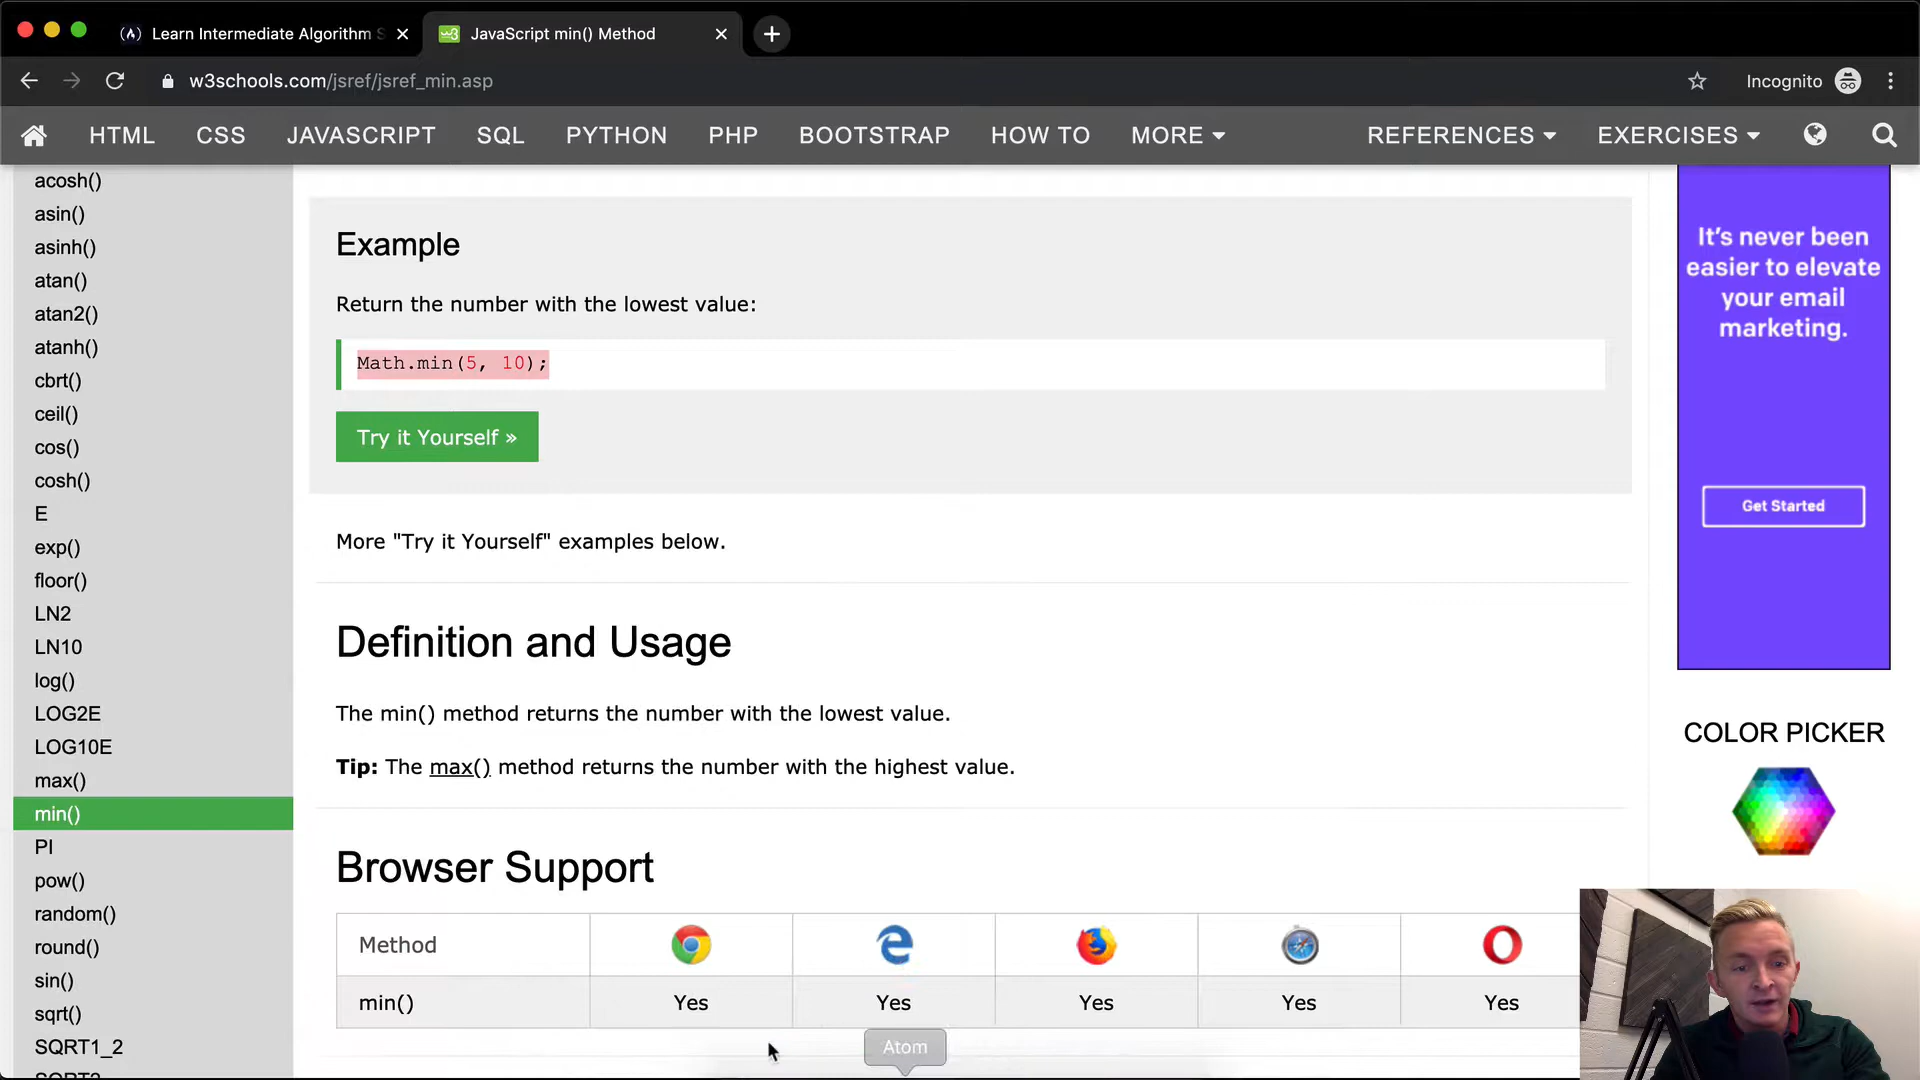 Learn Intermediate Algorithm S
JavaScript min() Method
w3schools.com/jsref/jsref_min.asp
Incognito
HTML CSS JAVASCRIPT SQL PYTHON PHP BOOTSTRAP HOW TO MORE REFERENCES EXERCISES
acosh()
asin()
asinh()
atan()
atan2()
atanh()
cbrt()
ceil()
cos()
cosh()
E
exp()
floor()
LN2
LN10
log()
LOG2E
LOG10E
max()
min()
PI
pow()
random()
round()
sin()
sqrt()
SQRT1_2
Example
Return the number with the lowest value:
Math.min(5, 10);
Try it Yourself »
More "Try it Yourself" examples below.
Definition and Usage
The min() method returns the number with the lowest value.
Tip: The max() method returns the number with the highest value.
Browser Support
Method
min() Yes Yes Yes Yes Yes
Atom
It's never been
easier to elevate
your email
marketing.
Get Started
COLOR PICKER